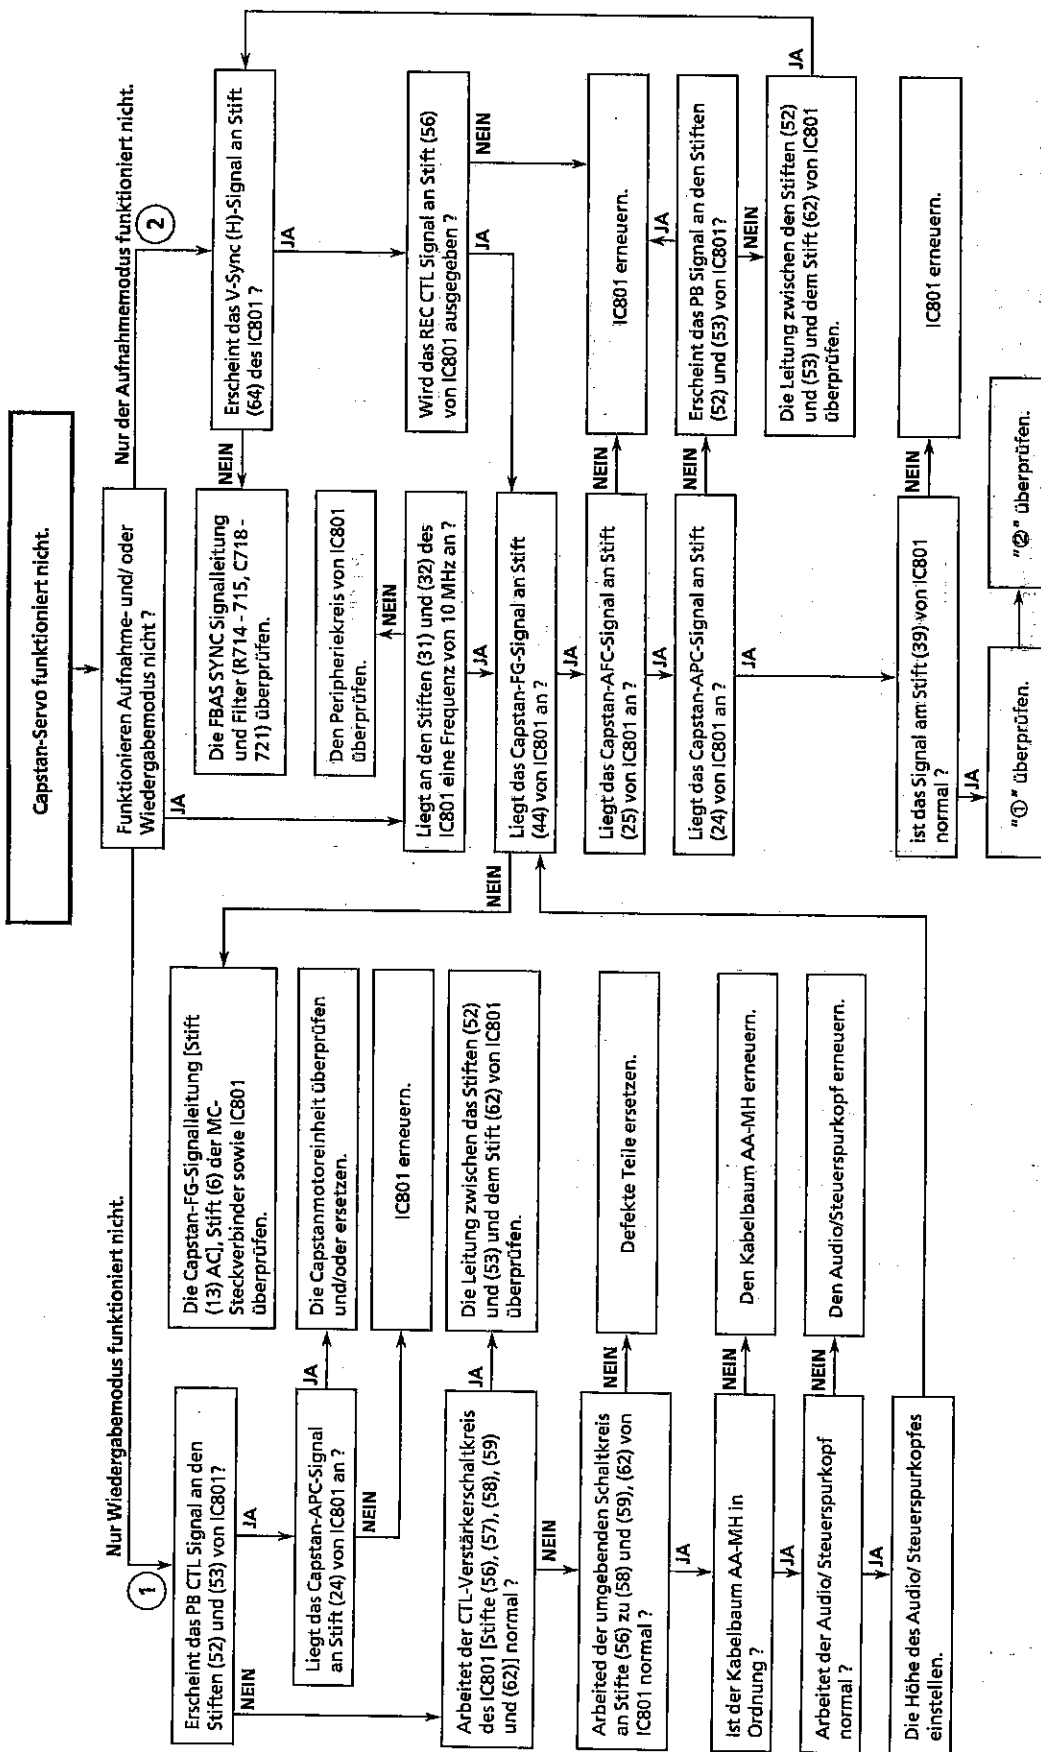 Capstan-Servo funktioniert nicht.
Funktionieren Aufnahme-und/ oder
Wiedergabemodus nicht ?
Nur Wiedergabemodus funktioniert nicht.
1
Nur der Aufnahmemodus funktioniert nicht.
2
JA
Erscheint das PB CTL Signal an den
Stiften (52) und (53) von IC801?
JA
NEIN
Liegt das Capstan-APC-Signal
an Stift (24) von IC801 an ?
JA
NEIN
Die Capstanmotoreinheit überprüfen
und/oder ersetzen.
IC801 erneuern.
Arbeitet der CTL-Verstärkerschaltkreis
des IC801 [Stifte (56), (57), (58), (59)
und (62)] normal ?
JA
NEIN
Die Leitung zwischen das Stiften (52)
und (53) und dem Stift (62) von IC801
überprüfen.
Arbeited der umgebenden Schaltkreis
an Stifte (56) zu (58) und (59), (62) von
IC801 normal ?
NEIN
JA
Defekte Teile ersetzen.
Ist der Kabelbaum AA-MH in
Ordnung ?
NEIN
JA
Den Kabelbaum AA-MH erneuern.
Arbeitet der Audio/ Steuerspurkopf
normal ?
NEIN
JA
Den Audio/Steuerspurkopf erneuern.
Die Höhe des Audio/ Steuerspurkopfes
einstellen.
Die Capstan-FG-Signalleitung [Stift
(13) AC], Stift (6) der MC-
Steckverbinder sowie IC801
überprüfen.
NEIN
Erscheint das V-Sync (H)-Signal an Stift
(64) des IC801 ?
NEIN
JA
Die FBAS SYNC Signalleitung
und Filter (R714 - 715, C718 -
721) überprüfen.
Wird das REC CTL Signal an Stift (56)
von IC801 ausgegeben ?
JA
NEIN
Den Peripheriekreis von IC801
überprüfen.
NEIN
Liegt an den Stiften (31) und (32) des
IC801 eine Frequenz von 10 MHz an ?
JA
Liegt das Capstan-FG-Signal an Stift
(44) von IC801 an ?
JA
Liegt das Capstan-AFC-Signal an Stift
(25) von IC801 an ?
NEIN
JA
IC801 erneuern.
JA
Liegt das Capstan-APC-Signal an Stift
(24) von IC801 an ?
NEIN
JA
Erscheint das PB Signal an den Stiften
(52) und (53) von IC801?
NEIN
Die Leitung zwischen den Stiften (52)
und (53) und dem Stift (62) von IC801
überprüfen.
JA
ist das Signal am Stift (39) von IC801
normal ?
NEIN
JA
IC801 erneuern.
"①" überprüfen.
"②" überprüfen.